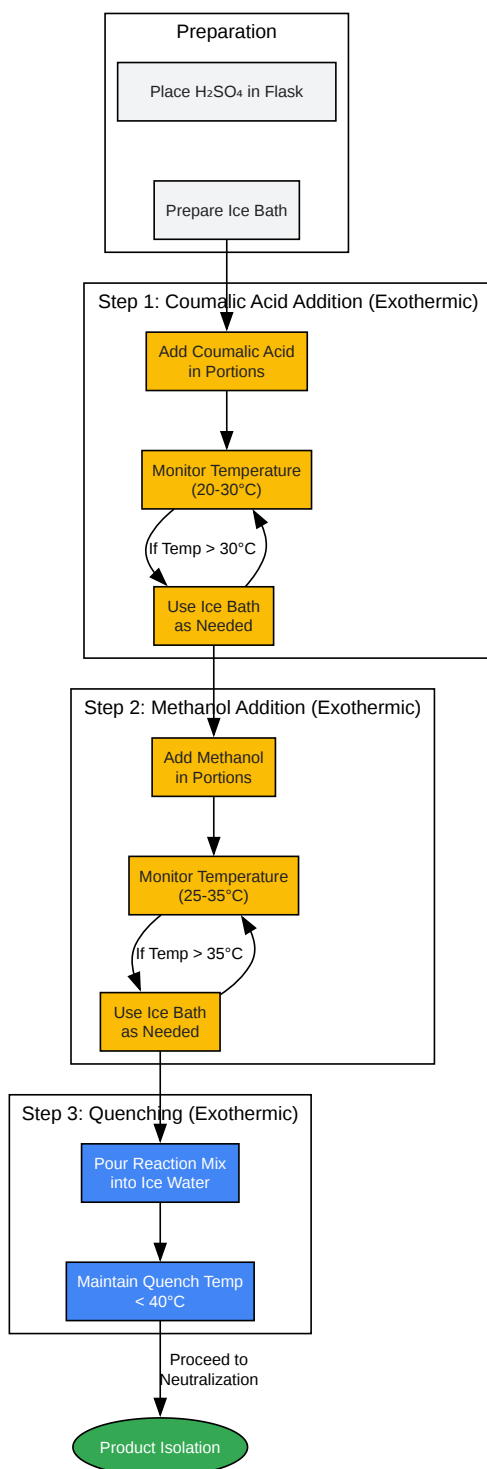 Preparation
Place H₂SO₄ in Flask
Prepare Ice Bath
Step 1: Coumalic Acid Addition (Exothermic)
Add Coumalic Acid
in Portions
Monitor Temperature
(20-30°C)
If Temp > 30°C
Use Ice Bath
as Needed
Step 2: Methanol Addition (Exothermic)
Add Methanol
in Portions
Monitor Temperature
(25-35°C)
If Temp > 35°C
Use Ice Bath
as Needed
Step 3: Quenching (Exothermic)
Pour Reaction Mix
into Ice Water
Maintain Quench Temp
< 40°C
Proceed to
Neutralization
Product Isolation